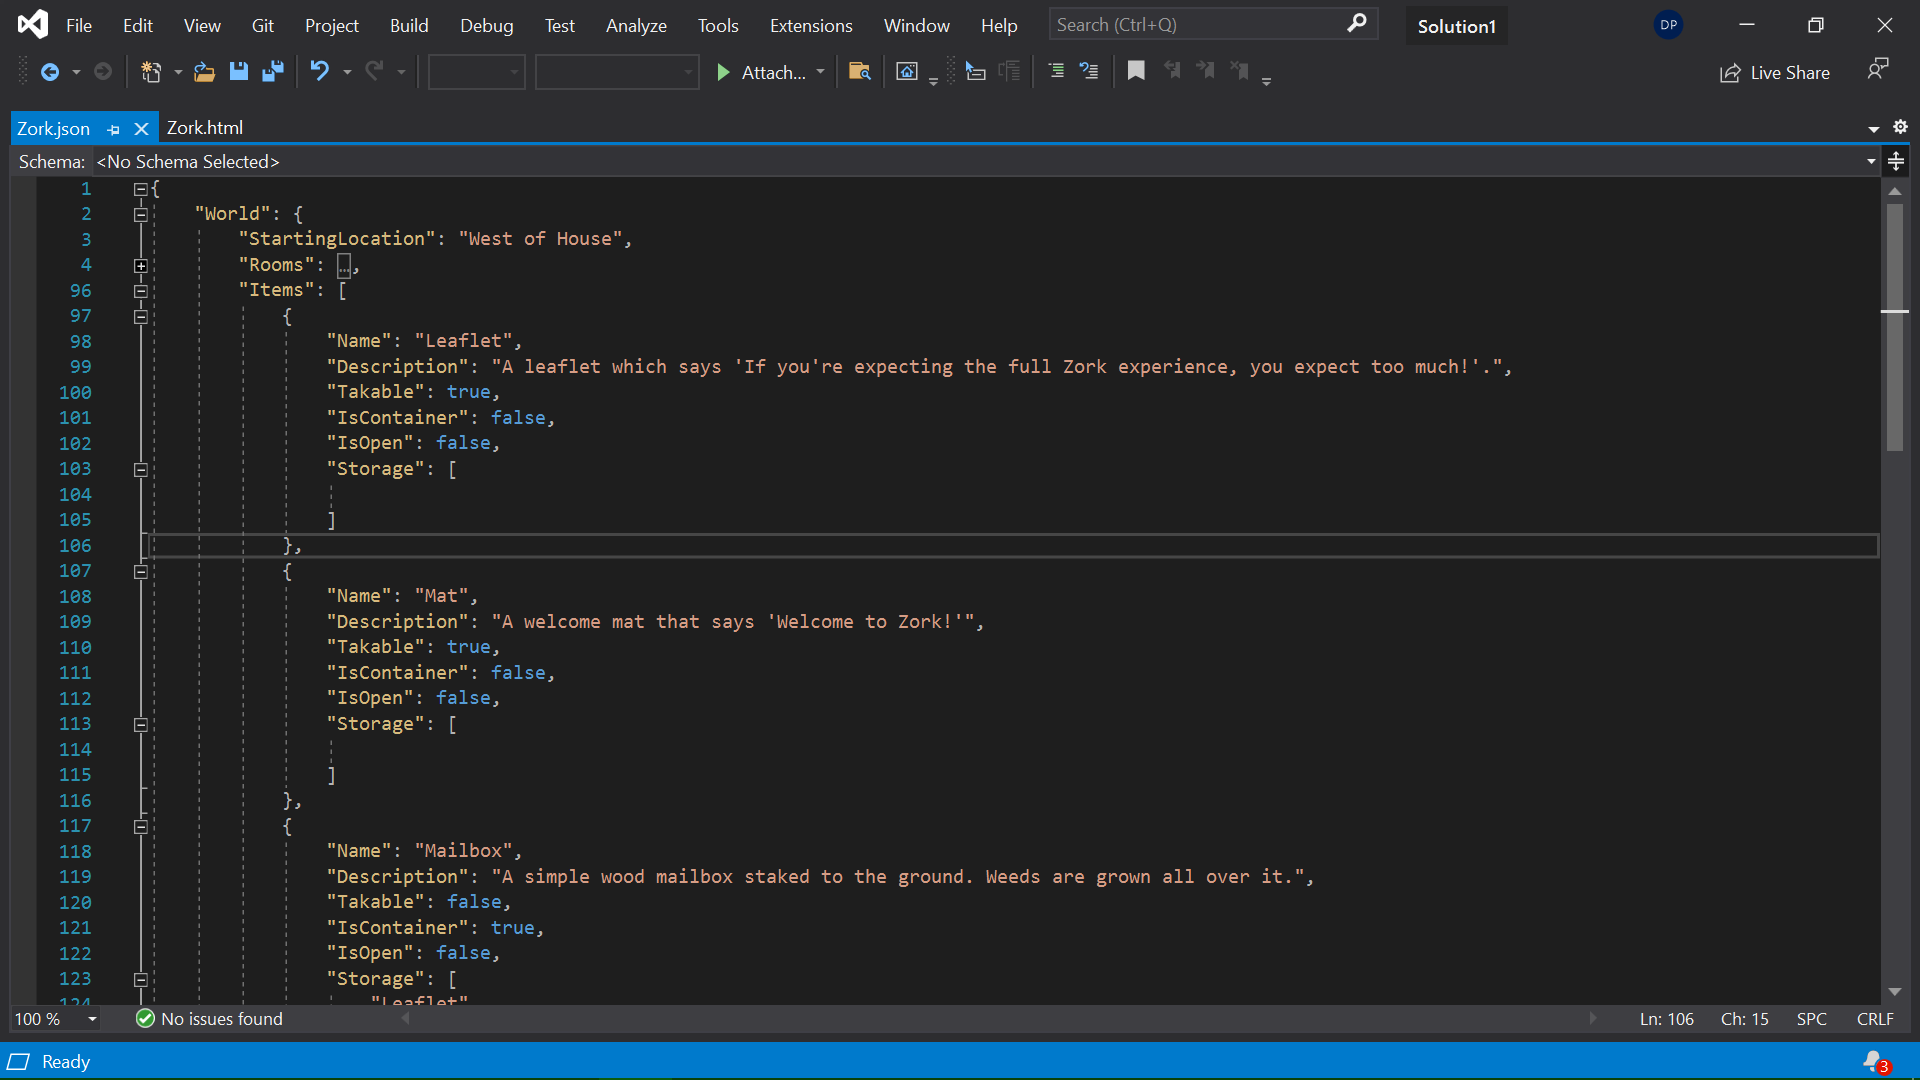 File Edit View Git Project Build Debug Test Analyze Tools Extensions Window Help Search (Ctrl+Q) Solution1 DP
Attach... Live Share
Zork.json Zork.html
Schema: <No Schema Selected>
1 {
2 "World": {
3 "StartingLocation": "West of House",
4 "Rooms": ...,
96 "Items": [
97 {
98 "Name": "Leaflet",
99 "Description": "A leaflet which says 'If you're expecting the full Zork experience, you expect too much!'.",
100 "Takable": true,
101 "IsContainer": false,
102 "IsOpen": false,
103 "Storage": [
104
105 ]
106 },
107 {
108 "Name": "Mat",
109 "Description": "A welcome mat that says 'Welcome to Zork!'",
110 "Takable": true,
111 "IsContainer": false,
112 "IsOpen": false,
113 "Storage": [
114
115 ]
116 },
117 {
118 "Name": "Mailbox",
119 "Description": "A simple wood mailbox staked to the ground. Weeds are grown all over it.",
120 "Takable": false,
121 "IsContainer": true,
122 "IsOpen": false,
123 "Storage": [
124 "Leaflet"
100 % No issues found Ln: 106 Ch: 15 SPC CRLF
Ready 3